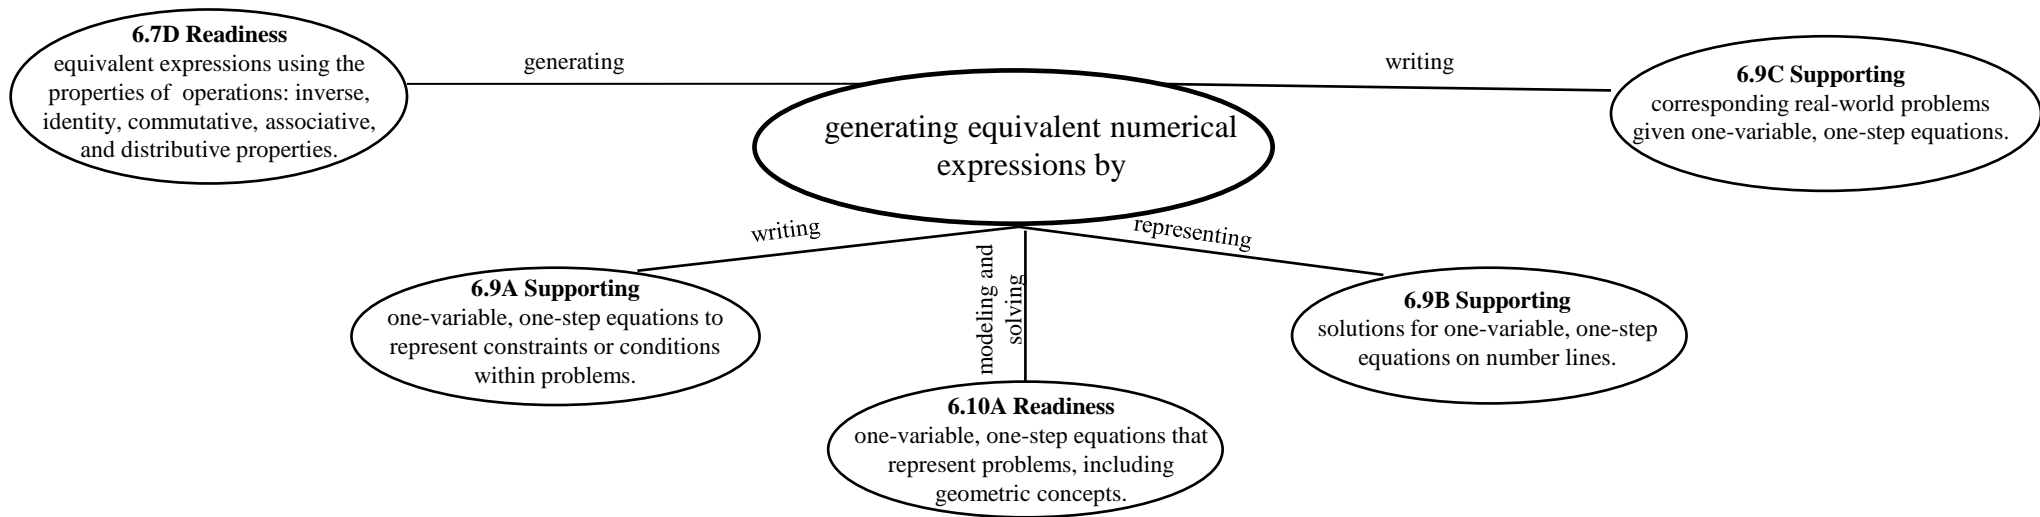 6.7D Readiness
equivalent expressions using the
properties of operations: inverse,
identity, commutative, associative,
and distributive properties.
generating
generating equivalent numerical
expressions by
writing
6.9C Supporting
corresponding real-world problems
given one-variable, one-step equations.
writing
6.9A Supporting
one-variable, one-step equations to
represent constraints or conditions
within problems.
modeling and
solving
6.10A Readiness
one-variable, one-step equations that
represent problems, including
geometric concepts.
representing
6.9B Supporting
solutions for one-variable, one-step
equations on number lines.